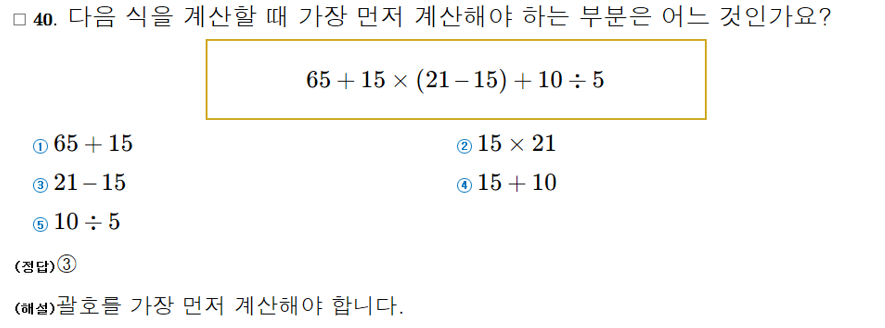 □ 40. 다음 식을 계산할 때 가장 먼저 계산해야 하는 부분은 어느 것인가요?
65 + 15 × (21 − 15) + 10 ÷ 5
① 65 + 15 ② 15 × 21
③ 21 − 15 ④ 15 + 10
⑤ 10 ÷ 5
(정답)③
(해설)괄호를 가장 먼저 계산해야 합니다.